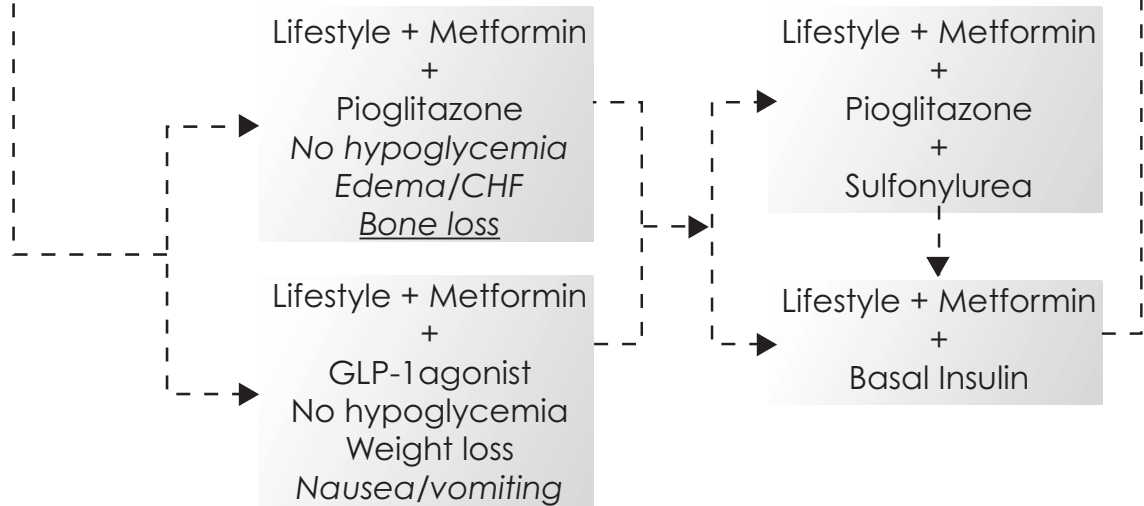 Lifestyle + Metformin
+
Pioglitazone
No hypoglycemia
Edema/CHF
Bone loss
Lifestyle + Metformin
+
GLP-1agonist
No hypoglycemia
Weight loss
Nausea/vomiting
Lifestyle + Metformin
+
Pioglitazone
+
Sulfonylurea
Lifestyle + Metformin
+
Basal Insulin